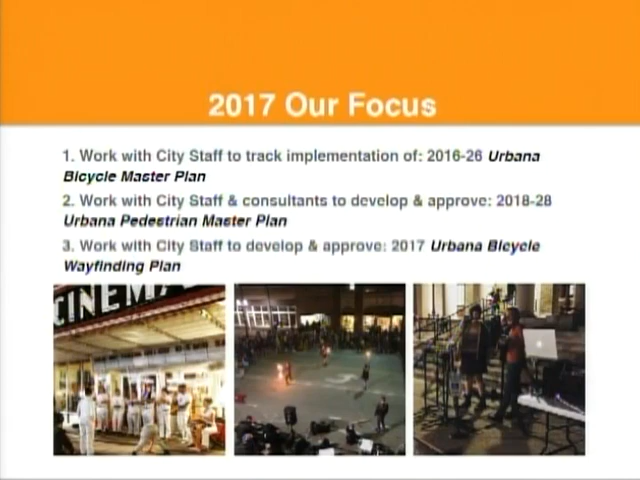 2017 Our Focus
1. Work with City Staff to track implementation of: 2016-26 Urbana
Bicycle Master Plan
2. Work with City Staff & consultants to develop & approve: 2018-28
Urbana Pedestrian Master Plan
3. Work with City Staff to develop & approve: 2017 Urbana Bicycle
Wayfinding Plan
CINEMA